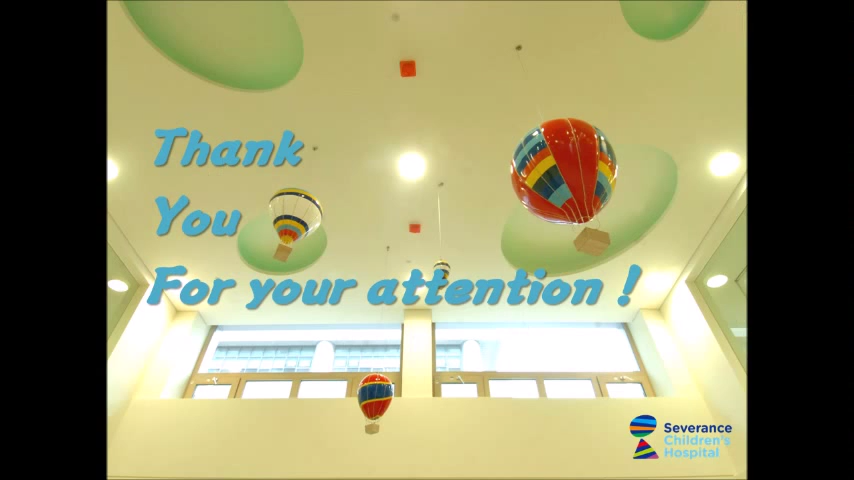 Thank
You
For your attention !
Severance
Children's
Hospital